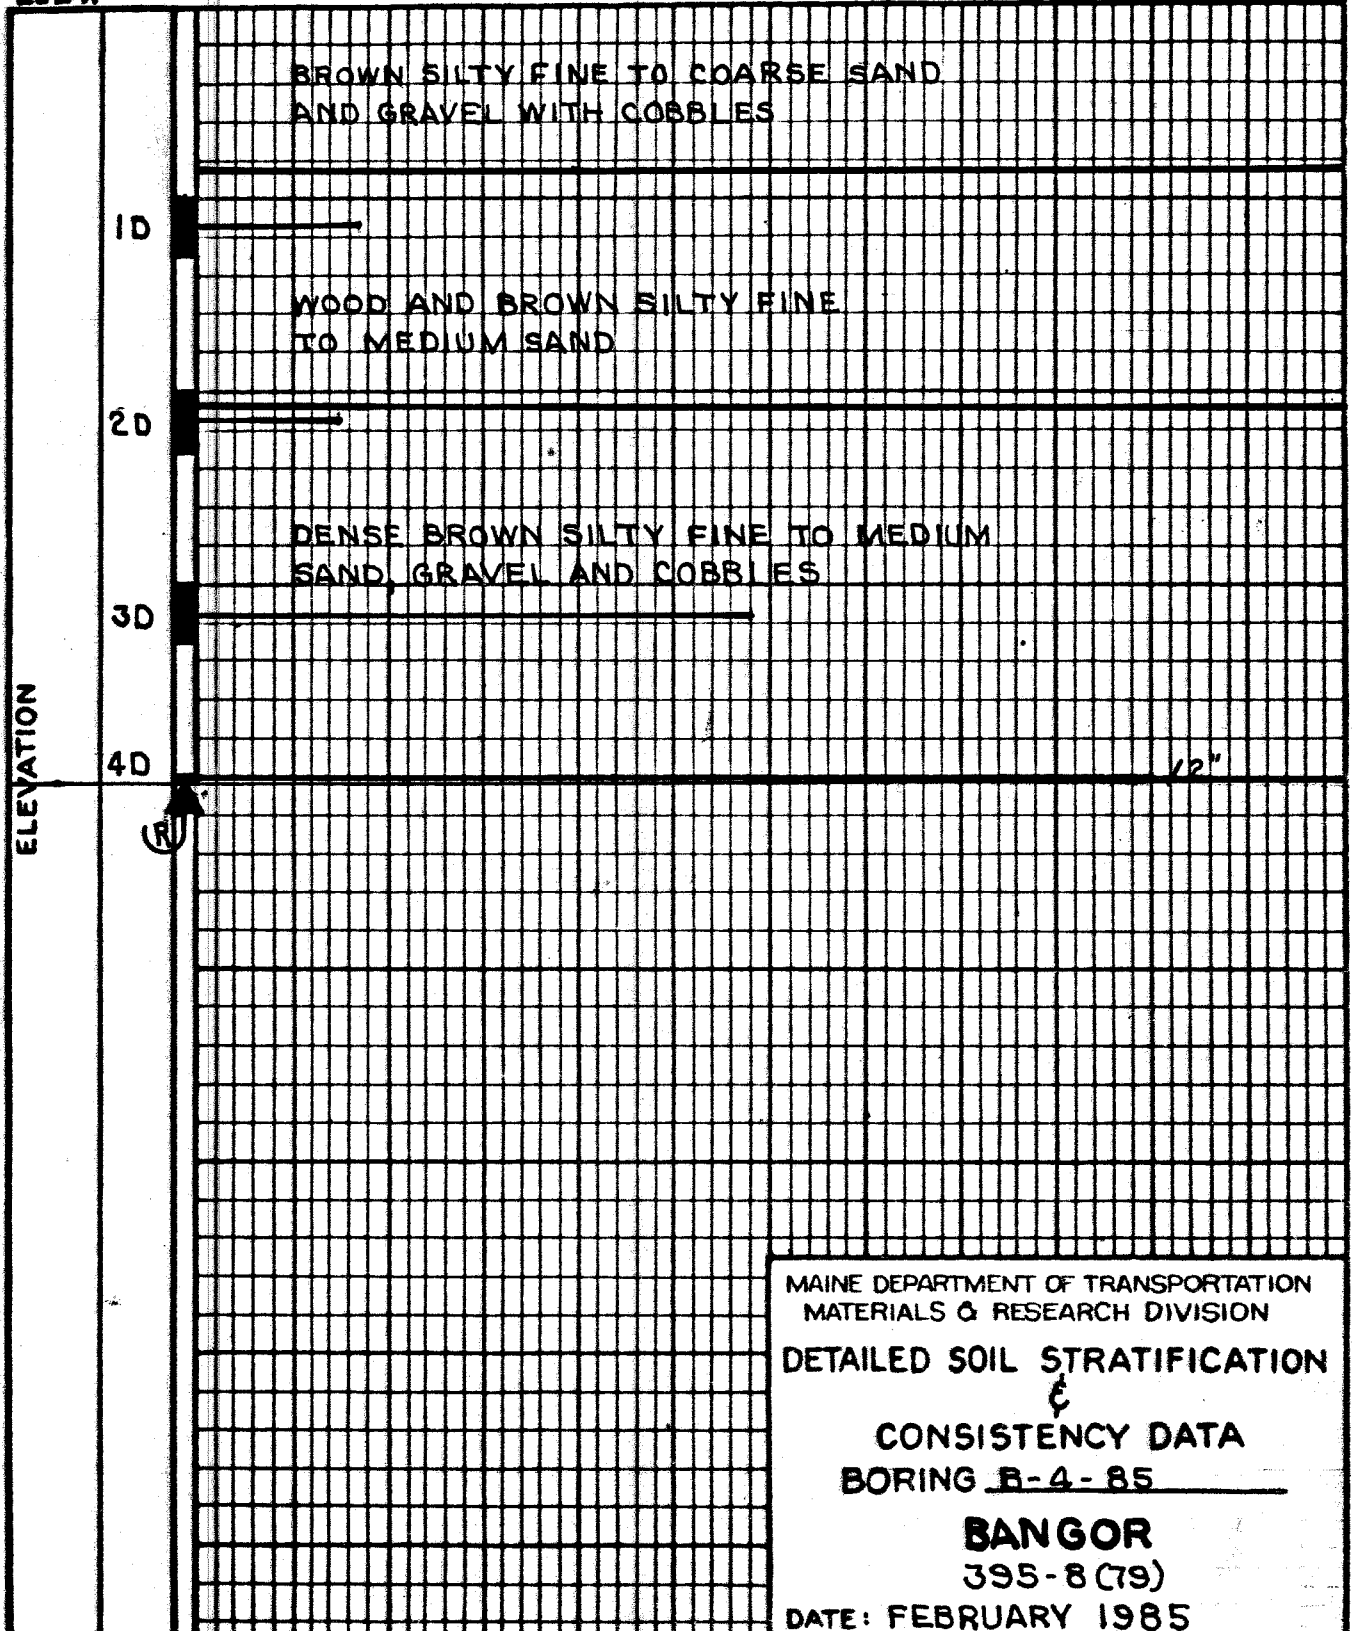 BROWN SILTY FINE TO COARSE SAND
AND GRAVEL WITH COBBLES
1D
WOOD AND BROWN SILTY FINE
TO MEDIUM SAND
2D
DENSE BROWN SILTY FINE TO MEDIUM
SAND, GRAVEL AND COBBLES
3D
ELEVATION
4D
12"
R
MAINE DEPARTMENT OF TRANSPORTATION
MATERIALS & RESEARCH DIVISION
DETAILED SOIL STRATIFICATION
&
CONSISTENCY DATA
BORING B-4-85
BANGOR
395-8(79)
DATE: FEBRUARY 1985